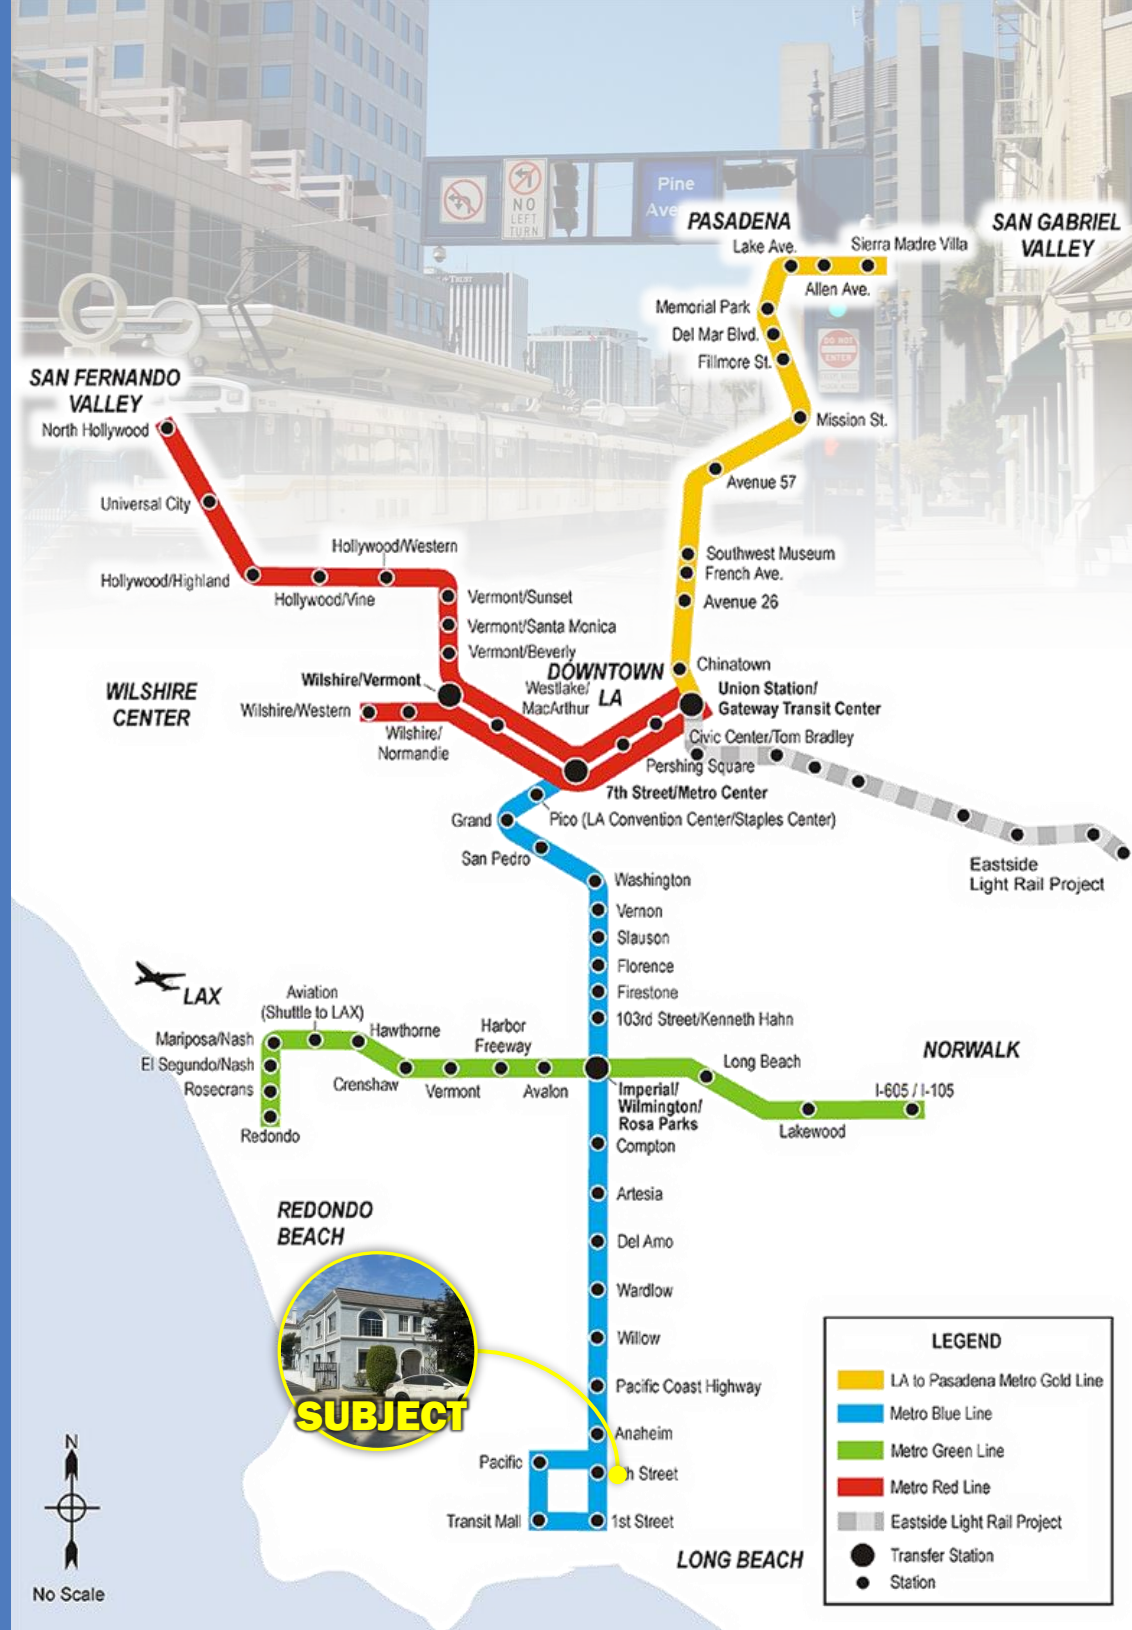 Pine
Ave
NO
LEFT
TURN
TRUST
DO NOT
ENTER
PASADENA
SAN GABRIEL
VALLEY
Lake Ave.
Sierra Madre Villa
Allen Ave.
Memorial Park
Del Mar Blvd.
Fillmore St.
Mission St.
SAN FERNANDO
VALLEY
North Hollywood
Avenue 57
Universal City
Hollywood/Western
Southwest Museum
French Ave.
Hollywood/Highland
Hollywood/Vine
Vermont/Sunset
Avenue 26
Vermont/Santa Monica
Vermont/Beverly
DOWNTOWN
LA
Chinatown
Wilshire/Vermont
WILSHIRE
CENTER
Westlake/
MacArthur
Union Station/
Gateway Transit Center
Wilshire/Western
Wilshire/
Normandie
Civic Center/Tom Bradley
Pershing Square
7th Street/Metro Center
Grand
Pico (LA Convention Center/Staples Center)
San Pedro
Eastside
Light Rail Project
Washington
Vernon
Slauson
Florence
Firestone
103rd Street/Kenneth Hahn
LAX
Aviation
(Shuttle to LAX)
Mariposa/Nash
Hawthorne
Harbor
Freeway
El Segundo/Nash
Rosecrans
Crenshaw
Vermont
Avalon
Redondo
Long Beach
NORWALK
I-605 / I-105
Imperial/
Wilmington/
Rosa Parks
Lakewood
Compton
Artesia
REDONDO
BEACH
Del Amo
Wardlow
Willow
Pacific Coast Highway
SUBJECT
Anaheim
Pacific
th Street
Transit Mall
1st Street
LONG BEACH
N
No Scale
LEGEND
LA to Pasadena Metro Gold Line
Metro Blue Line
Metro Green Line
Metro Red Line
Eastside Light Rail Project
Transfer Station
Station